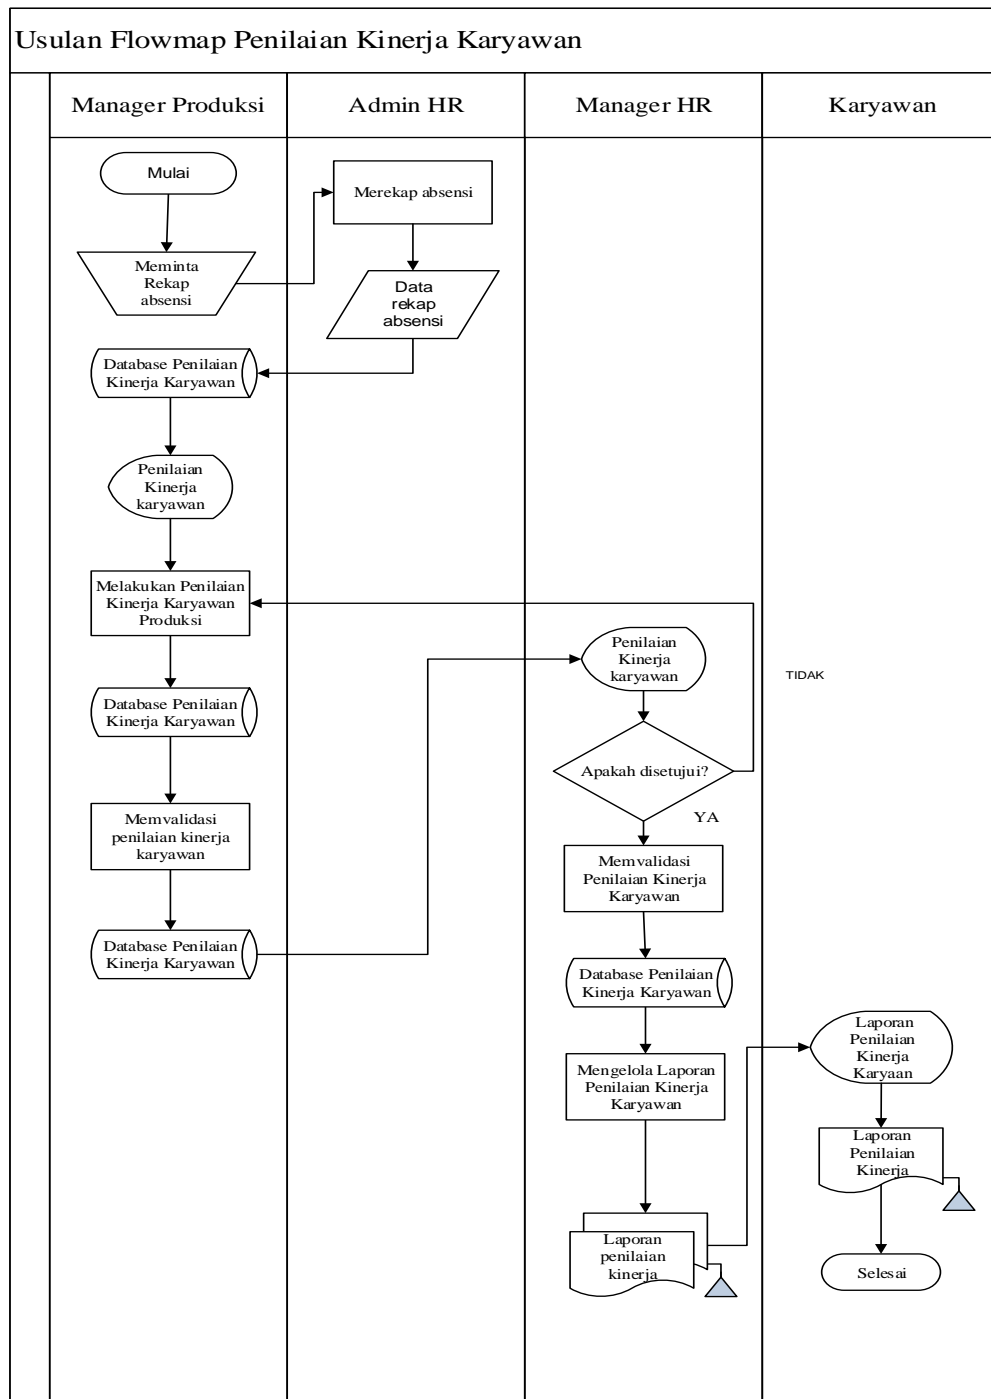 Usulan Flowmap Penilaian Kinerja Karyawan
Manager Produksi
Admin HR
Manager HR
Karyawan
Mulai
Meminta
Rekap
absensi
Merekap absensi
Data
rekap
absensi
Database Penilaian
Kinerja Karyawan
Penilaian
Kinerja
karyawan
Melakukan Penilaian
Kinerja Karyawan
Produksi
Database Penilaian
Kinerja Karyawan
Memvalidasi
penilaian kinerja
karyawan
Database Penilaian
Kinerja Karyawan
Penilaian
Kinerja
karyawan
TIDAK
Apakah disetujui?
YA
Memvalidasi
Penilaian Kinerja
Karyawan
Database Penilaian
Kinerja Karyawan
Mengelola Laporan
Penilaian Kinerja
Karyawan
Laporan
penilaian
kinerja
Laporan
Penilaian
Kinerja
Karyaan
Laporan
Penilaian
Kinerja
Selesai